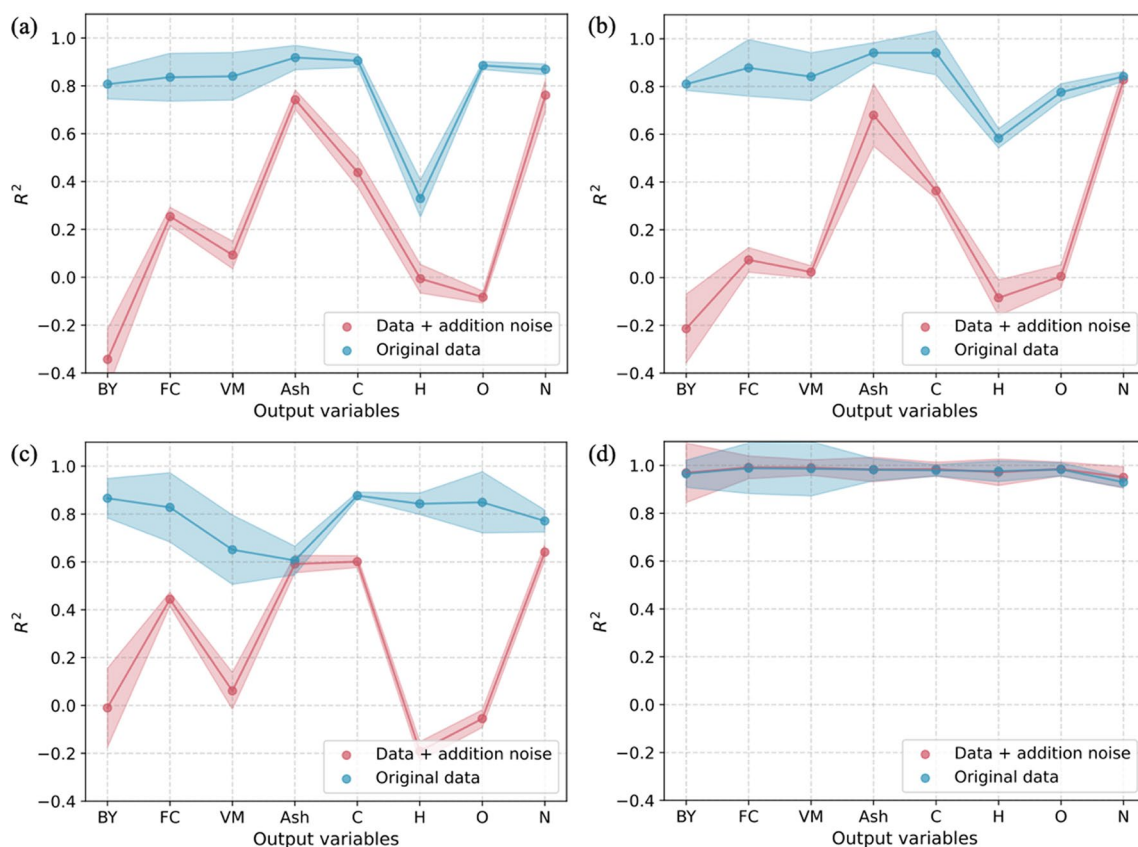 (a)
1.0
0.8
0.6
0.4
0.2
0.0
−0.2
−0.4
R²
BY FC VM Ash C H O N
Output variables
Data + addition noise
Original data
(b)
1.0
0.8
0.6
0.4
0.2
0.0
−0.2
−0.4
R²
BY FC VM Ash C H O N
Output variables
Data + addition noise
Original data
(c)
1.0
0.8
0.6
0.4
0.2
0.0
−0.2
−0.4
R²
BY FC VM Ash C H O N
Output variables
Data + addition noise
Original data
(d)
1.0
0.8
0.6
0.4
0.2
0.0
−0.2
−0.4
R²
BY FC VM Ash C H O N
Output variables
Data + addition noise
Original data